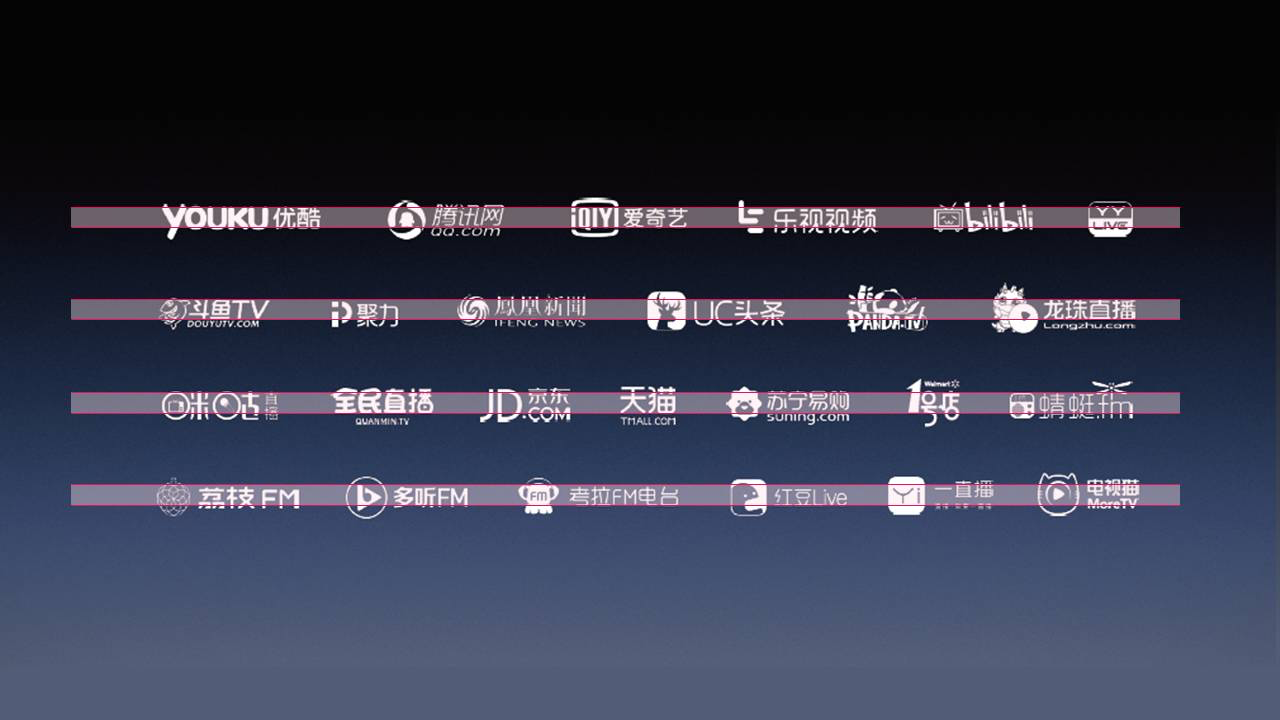 YOUKU 优酷 腾讯网 iQIYI 爱奇艺 乐视视频 bilibili YY
qq.com LIVE
斗鱼TV 聚力 鳳凰新聞 UC头条 PANDA.TV 龙珠直播
DOUYUTV.COM IFENG NEWS Longzhu.com
咪咕直播 全民直播 JD.京东 天猫 苏宁易购 Walmart 1号店 蜻蜓.fm
QUANMIN.TV .COM TMALL.COM suning.com
荔枝FM 多听FM FM 考拉FM电台 红豆Live Yi 一直播 电视猫
MoreTV